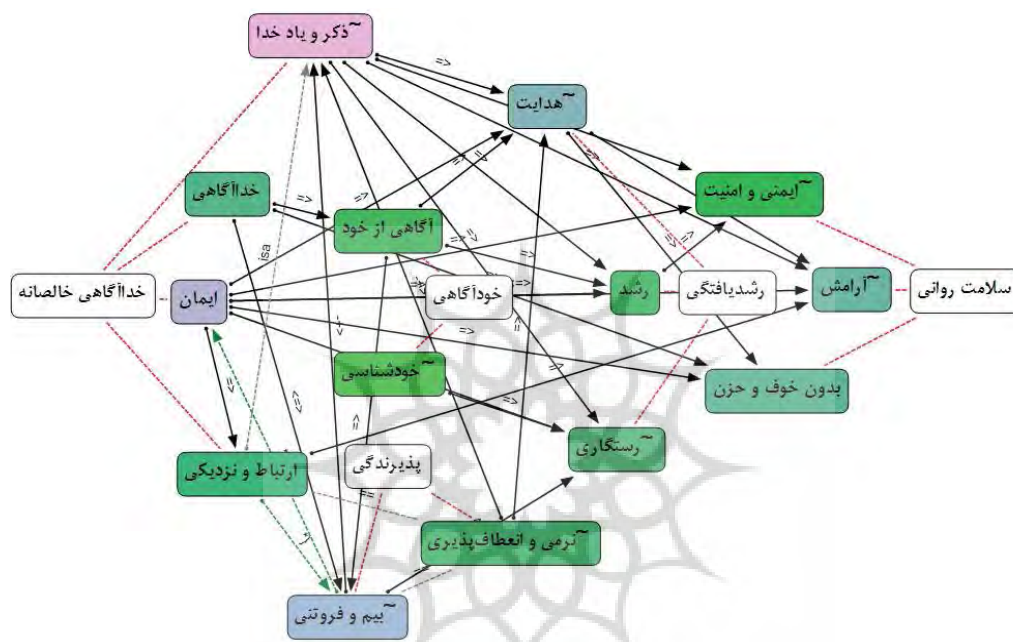 ~ذکر و یاد خدا
=>
~هدایت
=>
خداآگاهی
=>
آگاهی از خود
~ایمنی و امنیت
isa
خداآگاهی خالصانه
ایمان
خودآگاهی
رشد
رشدیافتگی
~آرامش
سلامت روانی
~خودشناسی
بدون خوف و حزن
~رستگاری
ارتباط و نزدیکی
پذیرندگی
==
~نرمی و انعطاف‌پذیری
~بیم و فروتنی